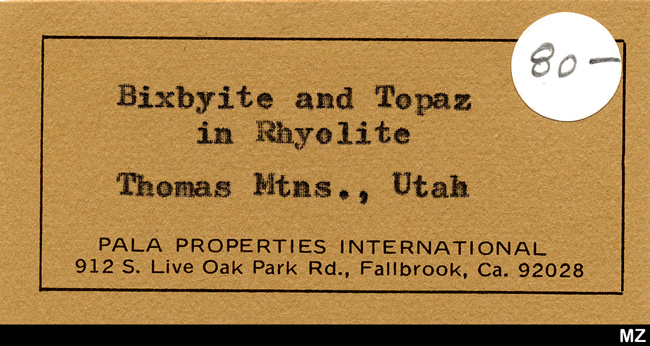 80-
Bixbyite and Topaz
in Rhyolite
Thomas Mtns., Utah
PALA PROPERTIES INTERNATIONAL
912 S. Live Oak Park Rd., Fallbrook, Ca. 92028
MZ